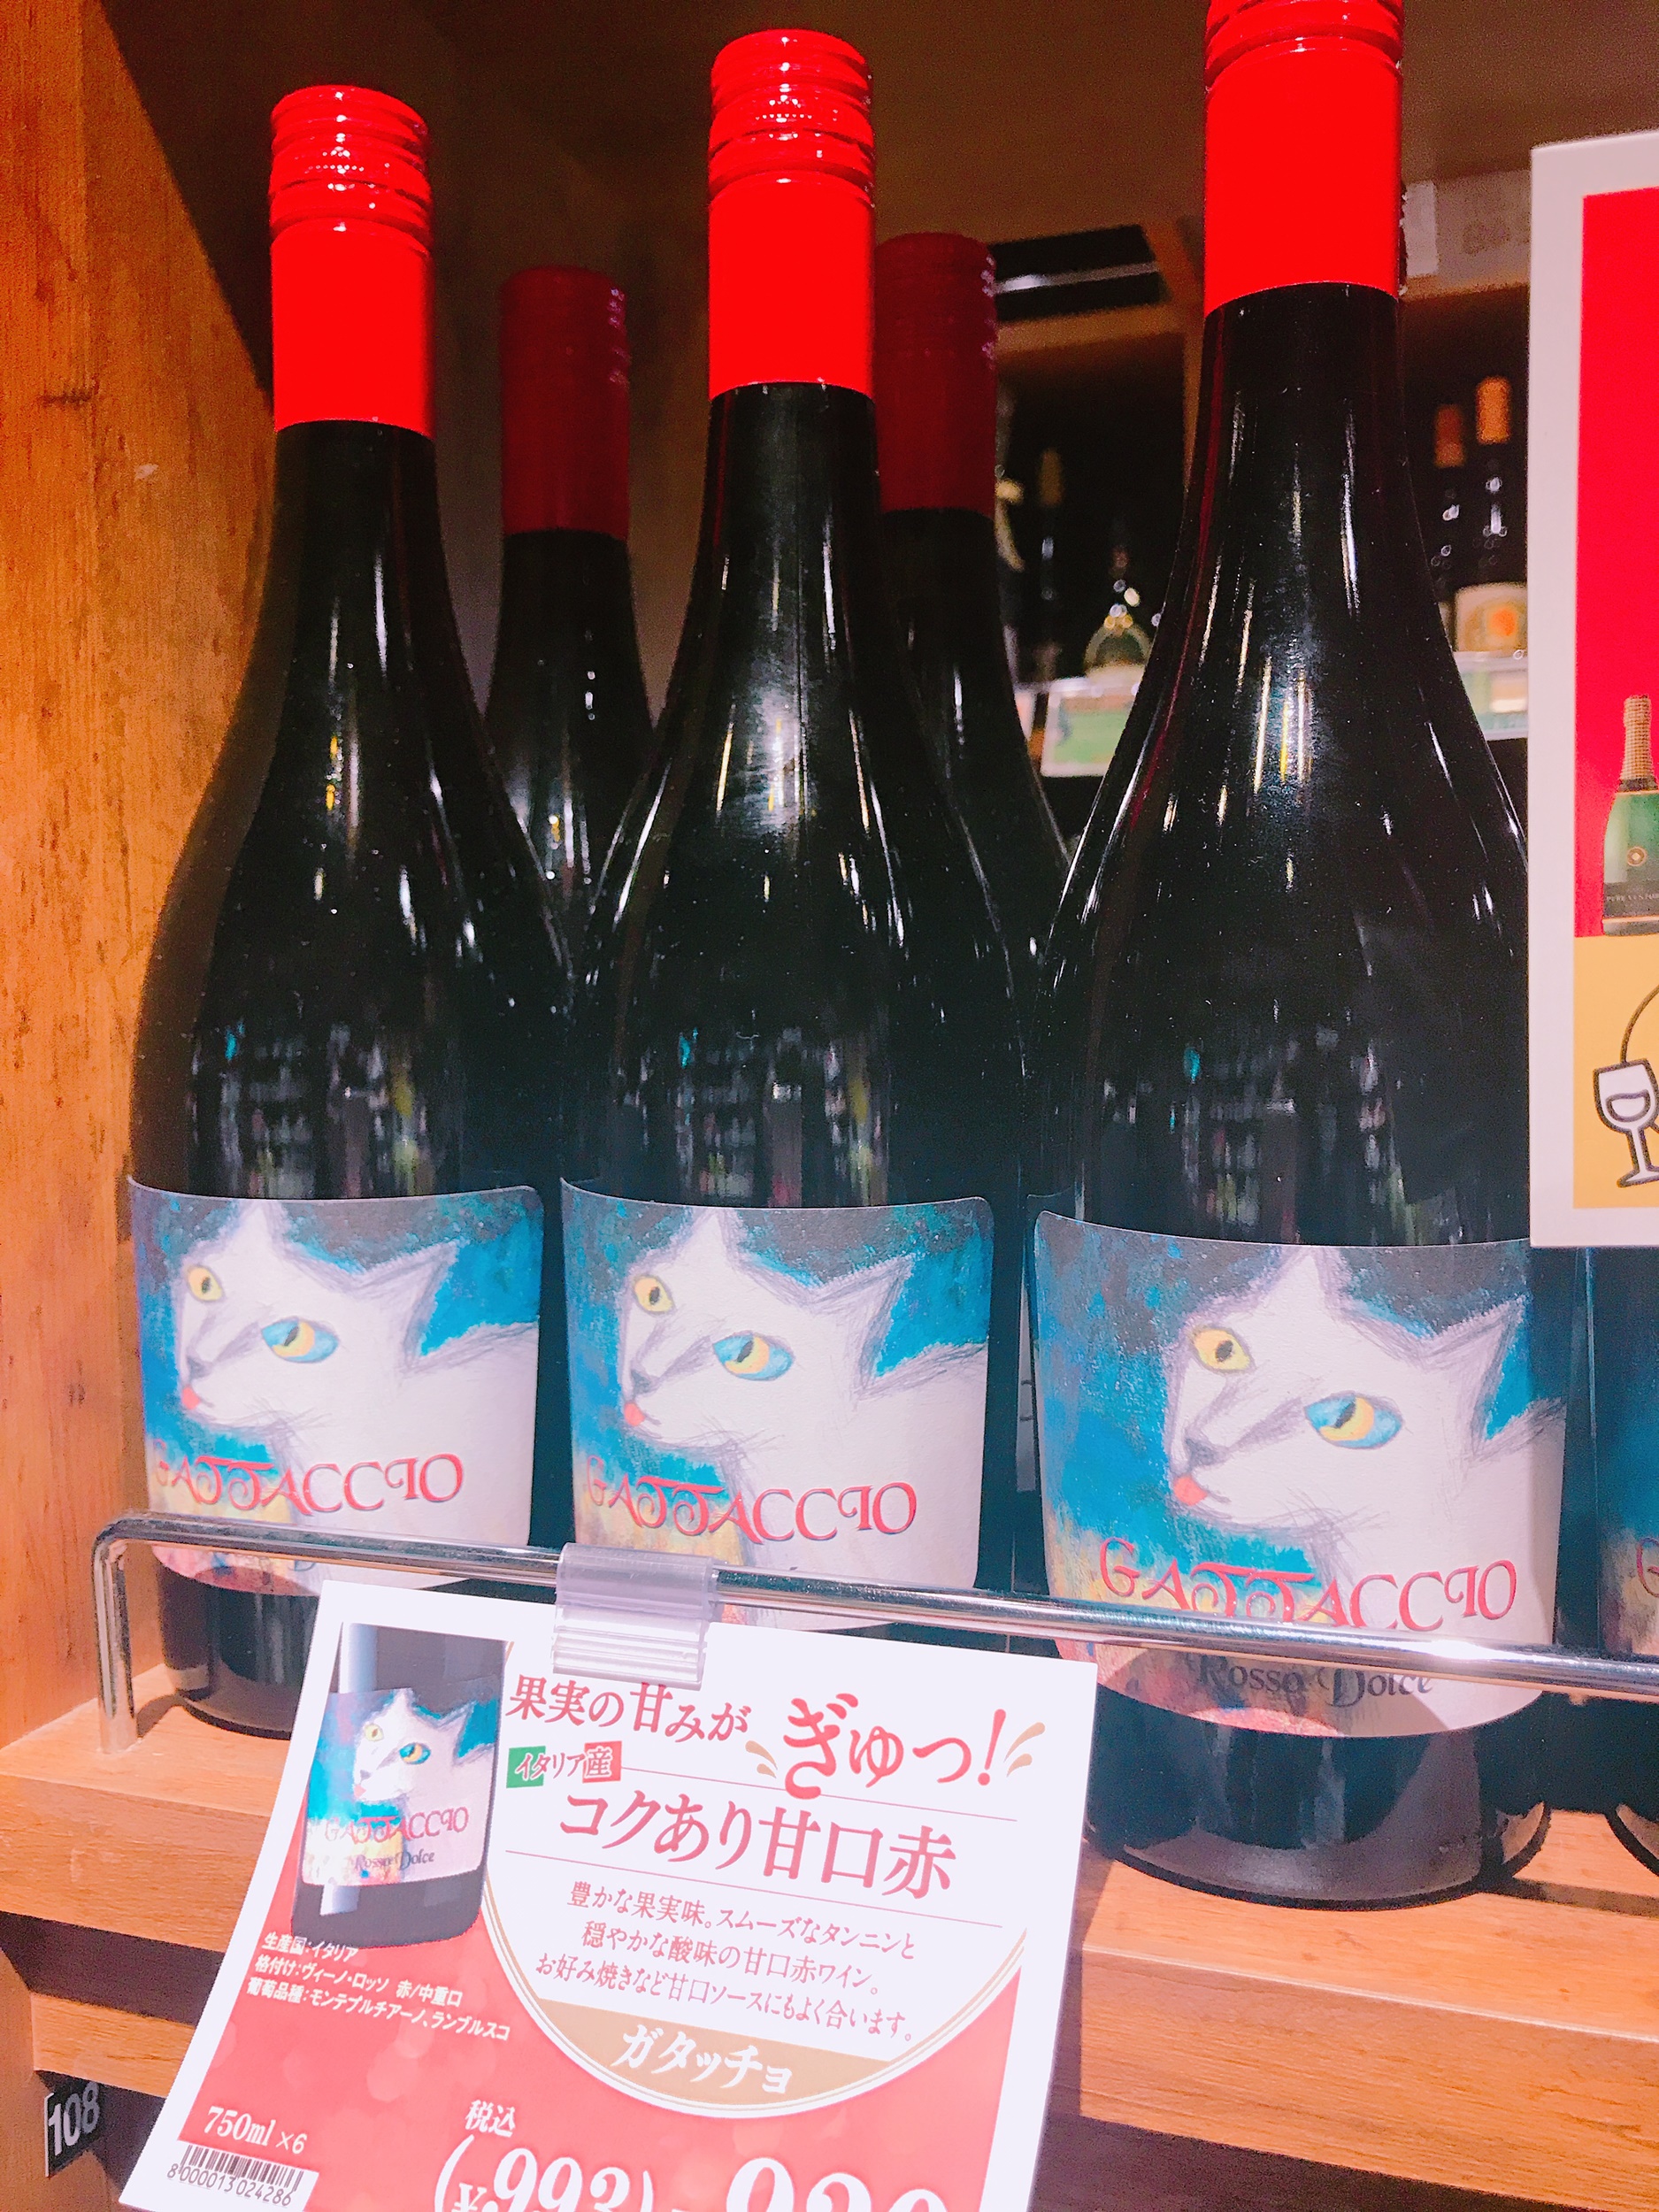 GATTACCIO
GATTACCIO
GATTACCIO
Rosso Dolce
果実の甘みが ぎゅっ!
イタリア産
コクあり甘口赤
豊かな果実味。スムーズなタンニンと
穏やかな酸味の甘口赤ワイン。
お好み焼きなど甘口ソースにもよく合います。
ガタッチョ
GATTACCIO
Rosso Dolce
生産国:イタリア
格付け:ヴィーノ・ロッソ 赤/中重口
葡萄品種:モンテプルチアーノ、ランブルスコ
750ml ×6
8 000013 024286
税込
(¥993)
108